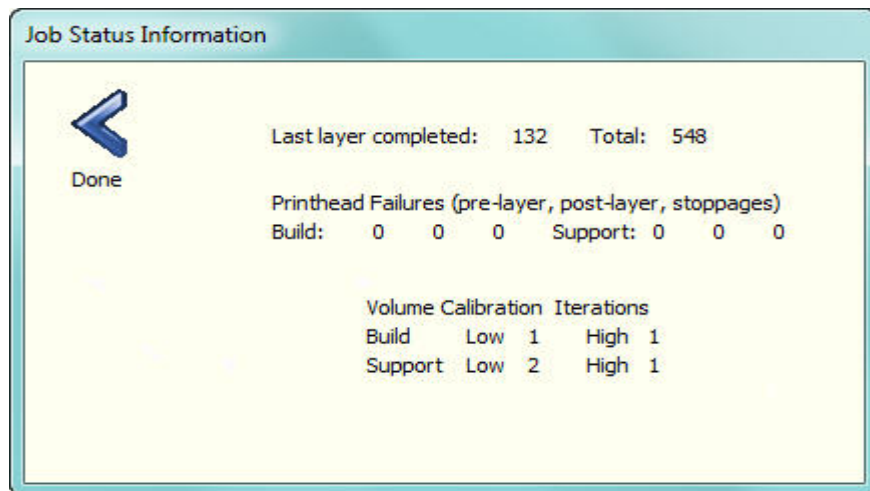 Job Status Information
Last layer completed: 132 Total: 548
Done
Printhead Failures (pre-layer, post-layer, stoppages)
Build: 0 0 0 Support: 0 0 0
Volume Calibration Iterations
Build Low 1 High 1
Support Low 2 High 1